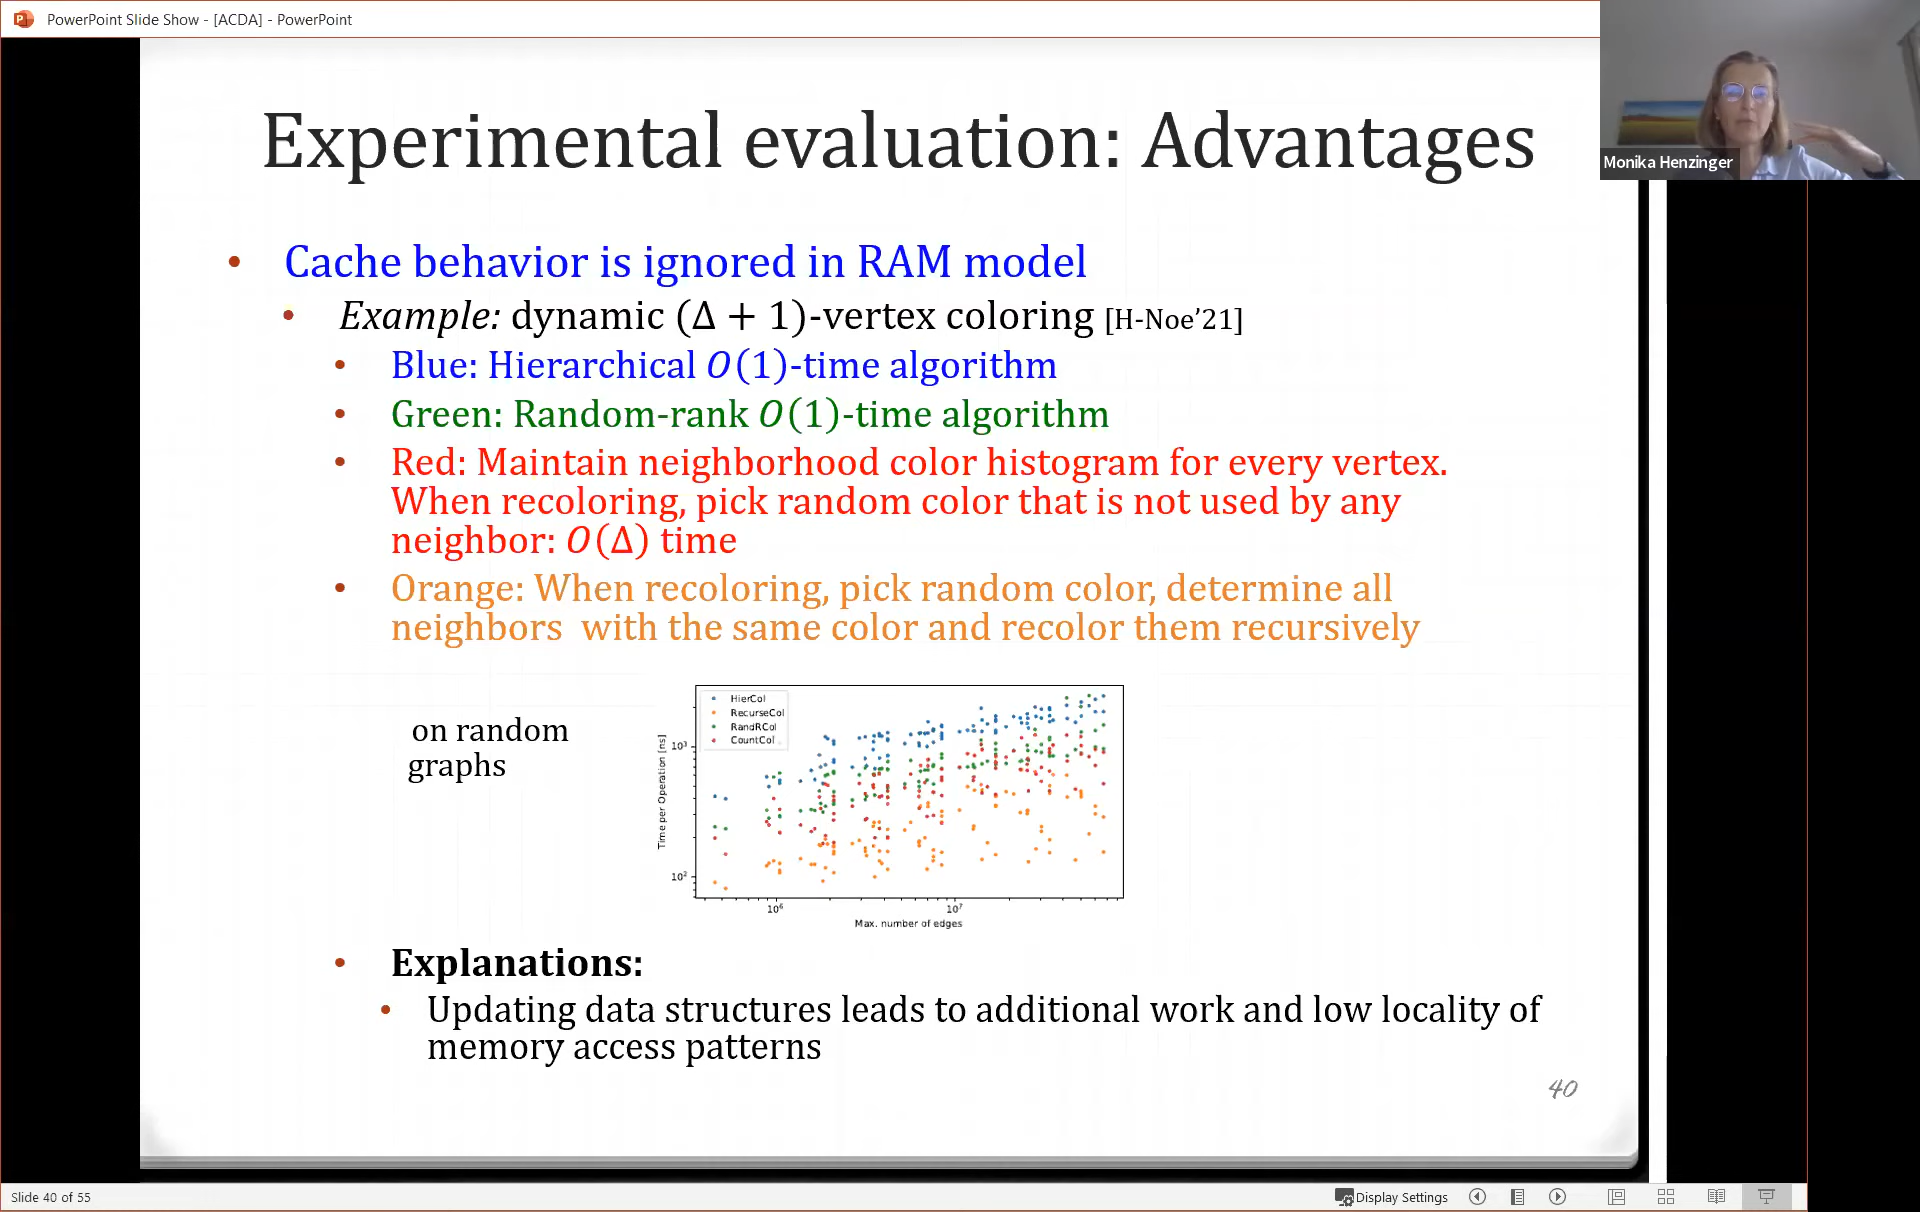 PowerPoint Slide Show - [ACDA] - PowerPoint
Monika Henzinger
Experimental evaluation: Advantages
• Cache behavior is ignored in RAM model
• Example: dynamic (Δ + 1)-vertex coloring [H-Noe’21]
• Blue: Hierarchical O(1)-time algorithm
• Green: Random-rank O(1)-time algorithm
• Red: Maintain neighborhood color histogram for every vertex.
When recoloring, pick random color that is not used by any
neighbor: O(Δ) time
• Orange: When recoloring, pick random color, determine all
neighbors with the same color and recolor them recursively
on random
graphs
HierCol
RecurseCol
RandRCol
CountCol
Time per Operation [ns]
10³
10²
10⁶ 10⁷
Max. number of edges
• Explanations:
• Updating data structures leads to additional work and low locality of
memory access patterns
40
Slide 40 of 55
Display Settings